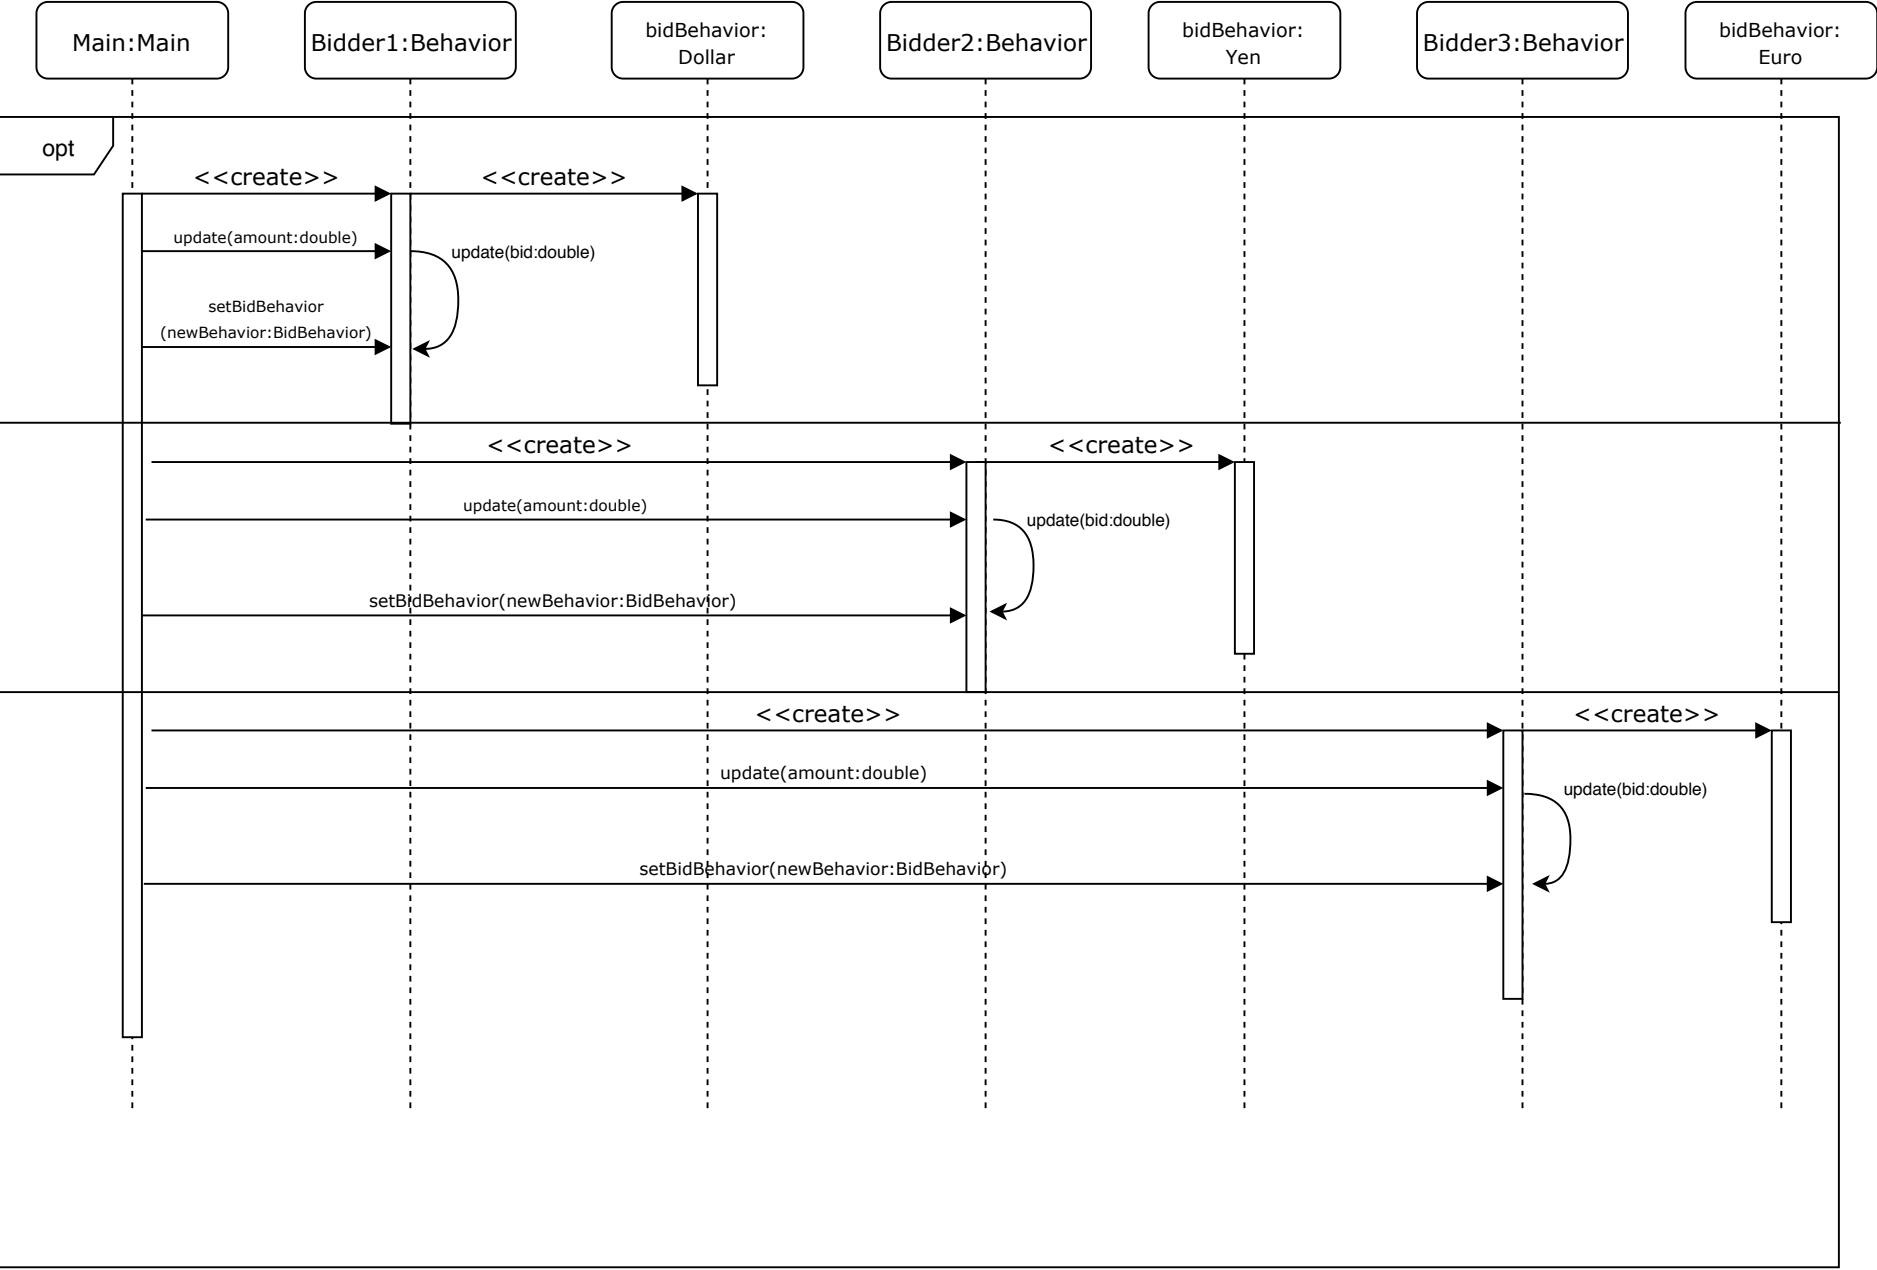 Main:Main
Bidder1:Behavior
bidBehavior:
Dollar
Bidder2:Behavior
bidBehavior:
Yen
Bidder3:Behavior
bidBehavior:
Euro
opt
<<create>>
<<create>>
update(amount:double)
update(bid:double)
setBidBehavior
(newBehavior:BidBehavior)
<<create>>
<<create>>
update(amount:double)
update(bid:double)
setBidBehavior(newBehavior:BidBehavior)
<<create>>
<<create>>
update(amount:double)
update(bid:double)
setBidBehavior(newBehavior:BidBehavior)